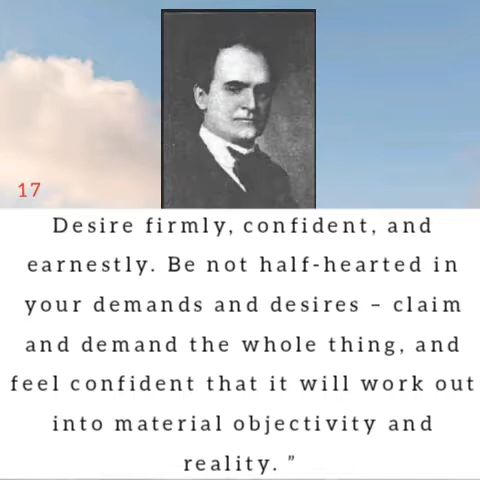 17
Desire firmly, confident, and
earnestly. Be not half-hearted in
your demands and desires – claim
and demand the whole thing, and
feel confident that it will work out
into material objectivity and
reality. ”